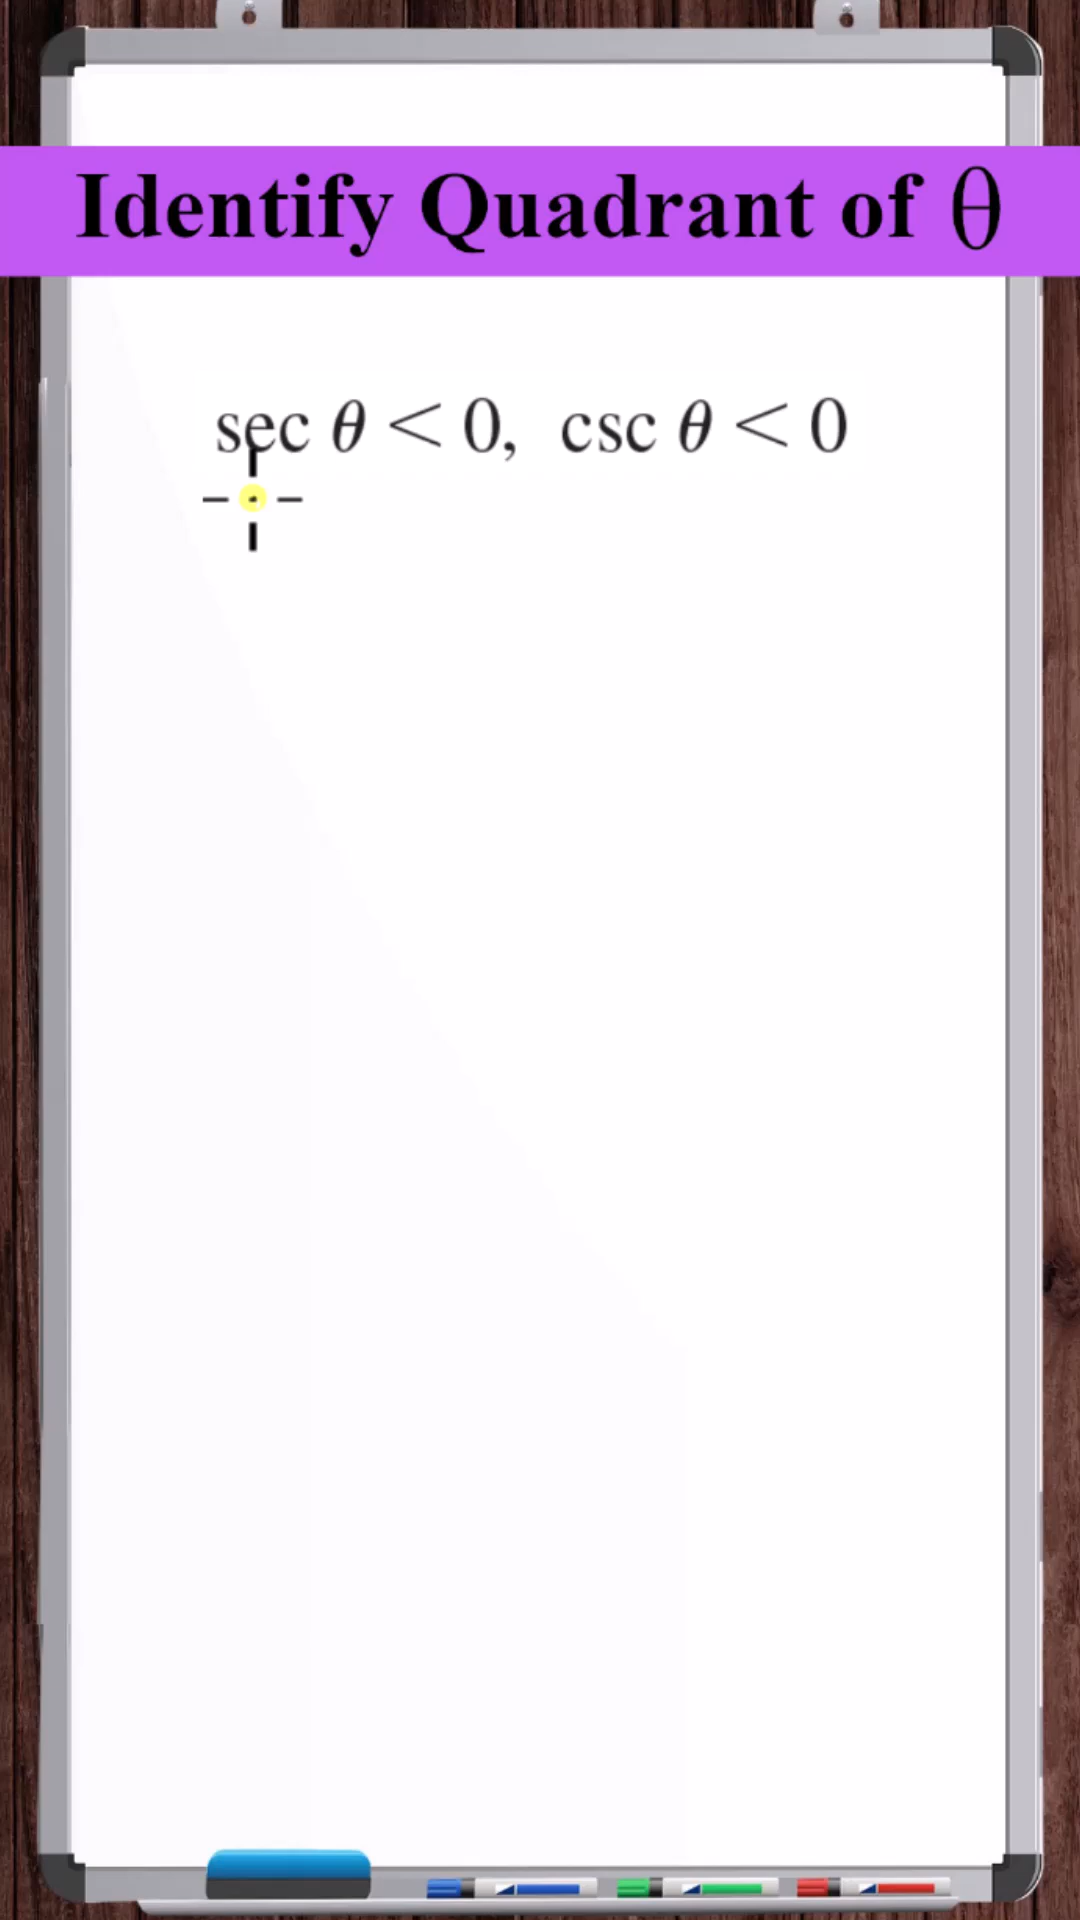 Identify Quadrant of θ
sec θ < 0, csc θ < 0